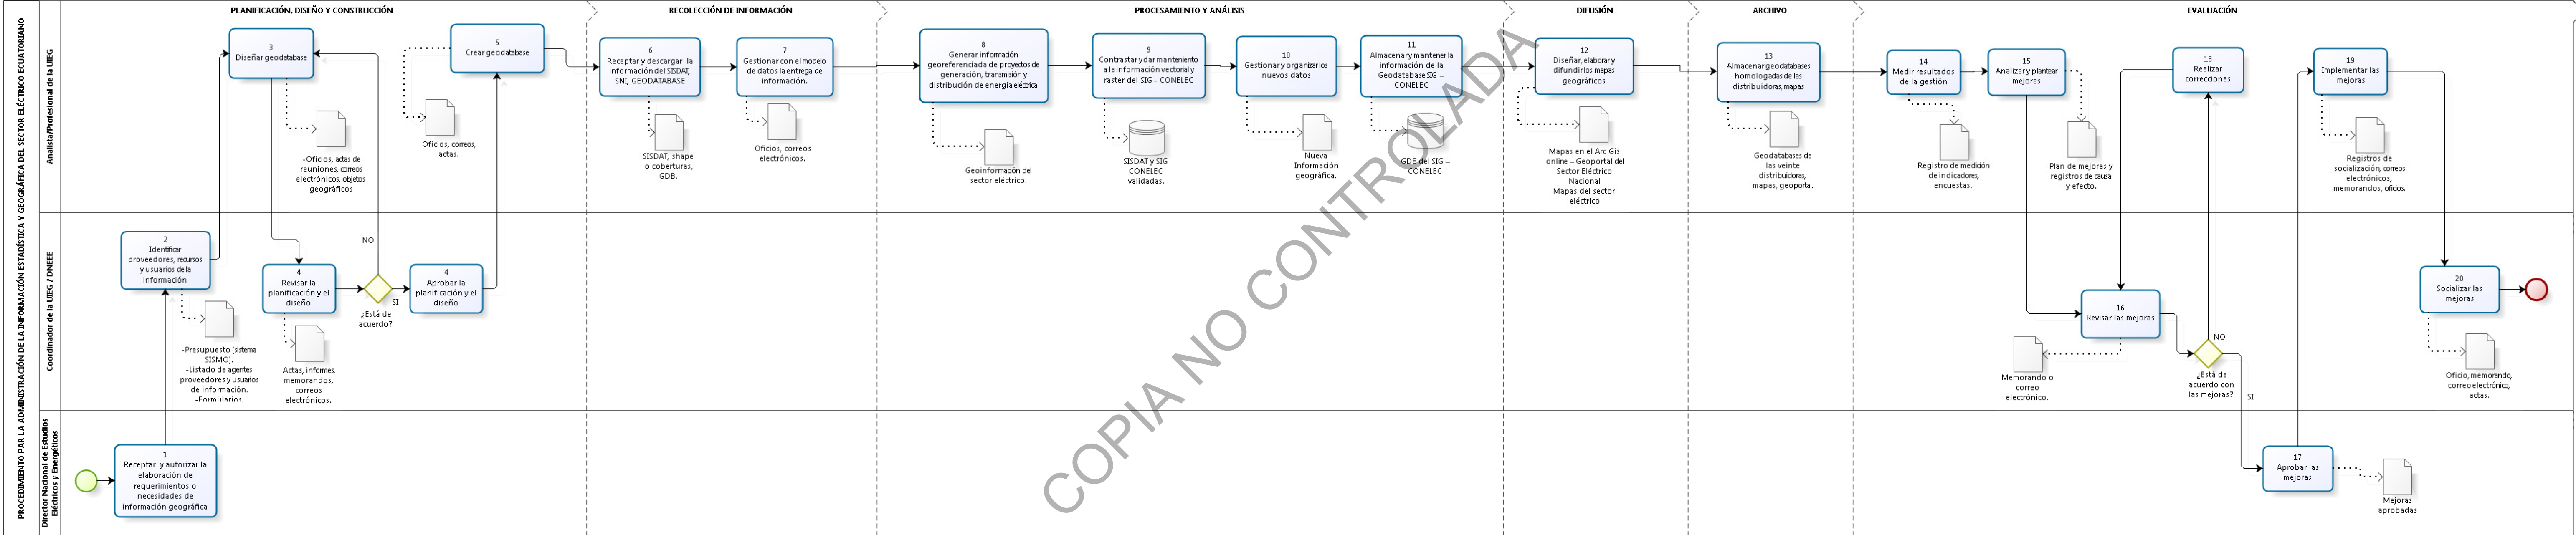 PROCEDIMIENTO PAR LA ADMINISTRACIÓN DE LA INFORMACIÓN ESTADÍSTICA Y GEOGRÁFICA DEL SECTOR ELÉCTRICO ECUATORIANO
PLANIFICACIÓN, DISEÑO Y CONSTRUCCIÓN
RECOLECCIÓN DE INFORMACIÓN
PROCESAMIENTO Y ANÁLISIS
DIFUSIÓN
ARCHIVO
EVALUACIÓN
Analista/Profesional de la UIEG
3
Diseñar geodatabase
-Oficios, actas de
reuniones, correos
electrónicos, objetos
geográficos
5
Crear geodatabase
Oficios, correos,
actas.
6
Receptar y descargar la
información del SISDAT,
SNI, GEODATABASE
SISDAT, shape
o coberturas,
GDB.
7
Gestionar con el modelo
de datos la entrega de
información.
Oficios, correos
electrónicos.
8
Generar información
georeferenciada de proyectos de
generación, transmisión y
distribución de energía eléctrica
Geoinformación del
sector eléctrico.
9
Contrastar y dar mantenimiento
a la información vectorial y
raster del SIG - CONELEC
SISDAT y SIG
CONELEC
validadas.
10
Gestionar y organizar los
nuevos datos
Nueva
Información
geográfica.
11
Almacenar y mantener la
información de la
Geodatabase SIG –
CONELEC
GDB del SIG –
CONELEC
12
Diseñar, elaborar y
difundir los mapas
geográficos
Mapas en el Arc Gis
online – Geoportal del
Sector Eléctrico
Nacional
Mapas del sector
eléctrico
13
Almacenar geodatabases
homologadas de las
distribuidoras, mapas
Geodatabases de
las veinte
distribuidoras,
mapas, geoportal.
14
Medir resultados
de la gestión
Registro de medición
de indicadores,
encuestas.
15
Analizar y plantear
mejoras
Plan de mejoras y
registros de causa
y efecto.
18
Realizar
correcciones
19
Implementar las
mejoras
Registros de
socialización, correos
electrónicos,
memorandos, oficios.
Coordinador de la UIEG / DNEEE
2
Identificar
proveedores, recursos
y usuarios de la
información
-Presupuesto (sistema
SISMO).
-Listado de agentes
proveedores y usuarios
de información.
-Formularios.
4
Revisar la
planificación y el
diseño
Actas, informes,
memorandos,
correos
electrónicos.
NO
SI
¿Está de
acuerdo?
4
Aprobar la
planificación y el
diseño
16
Revisar las mejoras
Memorando o
correo
electrónico.
NO
¿Está de
acuerdo con
las mejoras?
SI
20
Socializar las
mejoras
Oficio, memorando,
correo electrónico,
actas.
Director Nacional de Estudios
Eléctricos y Energéticos
1
Receptar y autorizar la
elaboración de
requerimientos o
necesidades de
información geográfica
17
Aprobar las
mejoras
Mejoras
aprobadas
COPIA NO CONTROLADA